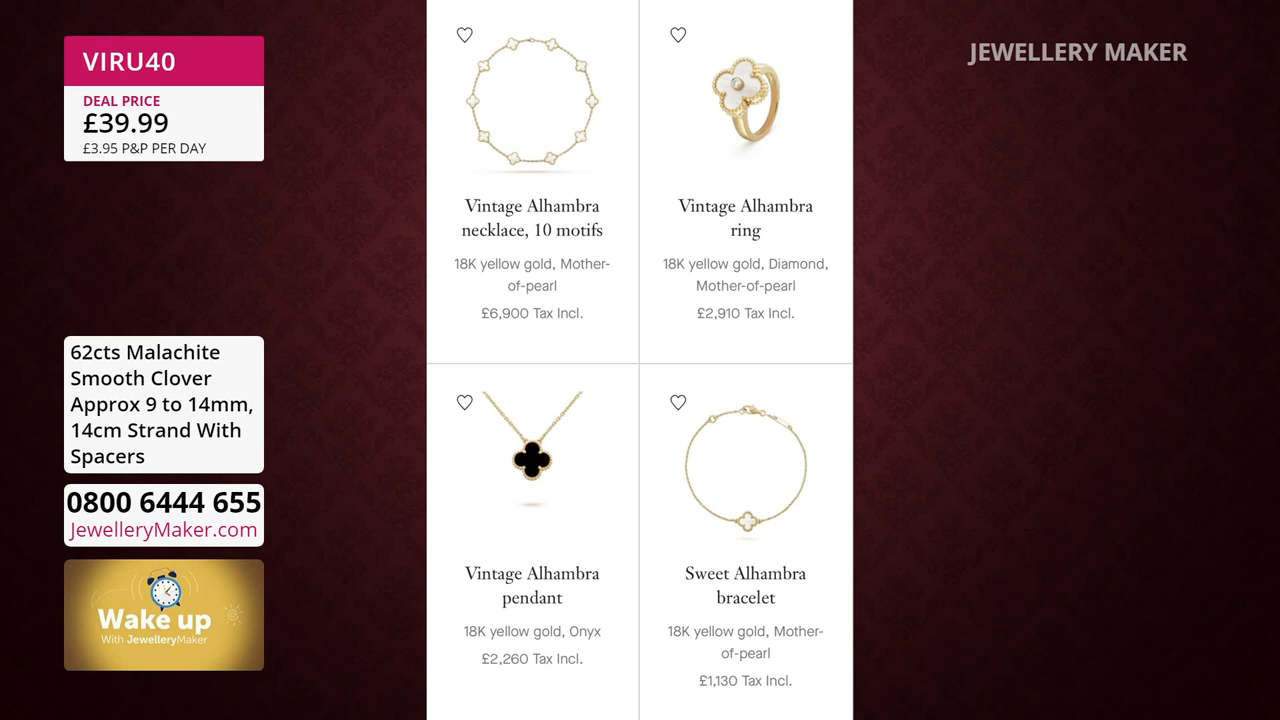 VIRU40
DEAL PRICE
£39.99
£3.95 P&P PER DAY
62cts Malachite
Smooth Clover
Approx 9 to 14mm,
14cm Strand With
Spacers
0800 6444 655
JewelleryMaker.com
Wake up
With JewelleryMaker
Vintage Alhambra
necklace, 10 motifs
18K yellow gold, Mother-
of-pearl
£6,900 Tax Incl.
Vintage Alhambra
ring
18K yellow gold, Diamond,
Mother-of-pearl
£2,910 Tax Incl.
Vintage Alhambra
pendant
18K yellow gold, Onyx
£2,260 Tax Incl.
Sweet Alhambra
bracelet
18K yellow gold, Mother-
of-pearl
£1,130 Tax Incl.
JEWELLERY MAKER